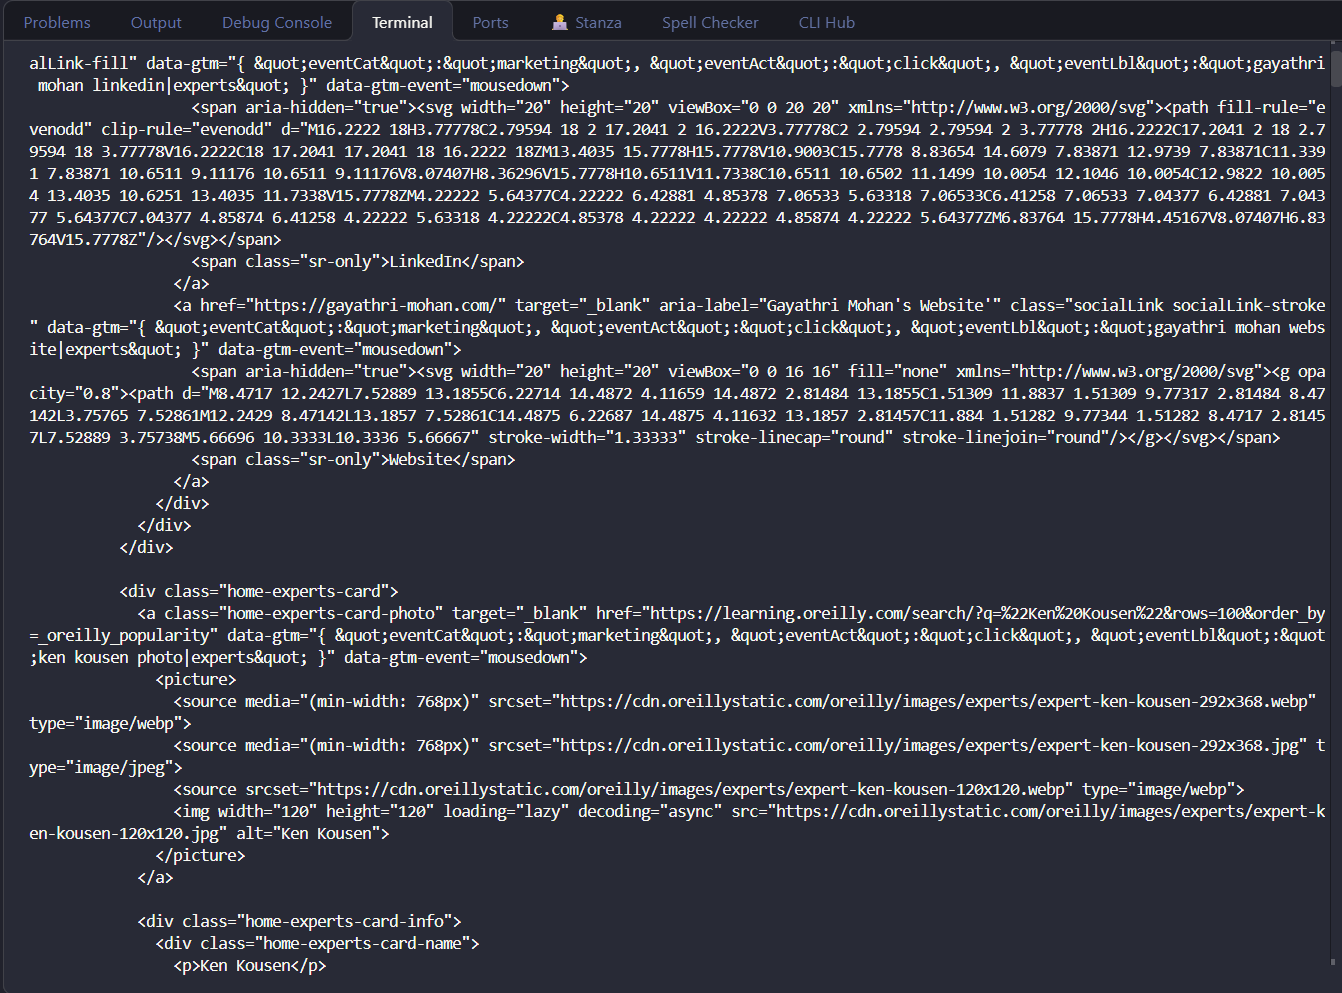 Problems Output Debug Console Terminal Ports Stanza Spell Checker CLI Hub
alLink-fill" data-gtm="{ &quot;eventCat&quot;:&quot;marketing&quot;, &quot;eventAct&quot;:&quot;click&quot;, &quot;eventLbl&quot;:&quot;gayathri
mohan linkedin|experts&quot; }" data-gtm-event="mousedown">
<span aria-hidden="true"><svg width="20" height="20" viewBox="0 0 20 20" xmlns="http://www.w3.org/2000/svg"><path fill-rule="e
venodd" clip-rule="evenodd" d="M16.2222 18H3.77778C2.79594 18 2 17.2041 2 16.2222V3.77778C2 2.79594 2.79594 2 3.77778 2H16.2222C17.2041 2 18 2.7
9594 18 3.77778V16.2222C18 17.2041 17.2041 18 16.2222 18ZM13.4035 15.7778H15.7778V10.9003C15.7778 8.83654 14.6079 7.83871 12.9739 7.83871C11.339
1 7.83871 10.6511 9.11176 10.6511 9.11176V8.07407H8.36296V15.7778H10.6511V11.7338C10.6511 10.6502 11.1499 10.0054 12.1046 10.0054C12.9822 10.005
4 13.4035 10.6251 13.4035 11.7338V15.7778ZM4.22222 5.64377C4.22222 6.42881 4.85378 7.06533 5.63318 7.06533C6.41258 7.06533 7.04377 6.42881 7.043
77 5.64377C7.04377 4.85874 6.41258 4.22222 5.63318 4.22222C4.85378 4.22222 4.22222 4.85874 4.22222 5.64377ZM6.83764 15.7778H4.45167V8.07407H6.83
764V15.7778Z"/></svg></span>
<span class="sr-only">LinkedIn</span>
</a>
<a href="https://gayathri-mohan.com/" target="_blank" aria-label="Gayathri Mohan's Website'" class="socialLink socialLink-stroke
" data-gtm="{ &quot;eventCat&quot;:&quot;marketing&quot;, &quot;eventAct&quot;:&quot;click&quot;, &quot;eventLbl&quot;:&quot;gayathri mohan webs
ite|experts&quot; }" data-gtm-event="mousedown">
<span aria-hidden="true"><svg width="20" height="20" viewBox="0 0 16 16" fill="none" xmlns="http://www.w3.org/2000/svg"><g opa
city="0.8"><path d="M8.4717 12.2427L7.52889 13.1855C6.22714 14.4872 4.11659 14.4872 2.81484 13.1855C1.51309 11.8837 1.51309 9.77317 2.81484 8.47
142L3.75765 7.52861M12.2429 8.47142L13.1857 7.52861C14.4875 6.22687 14.4875 4.11632 13.1857 2.81457C11.884 1.51282 9.77344 1.51282 8.4717 2.8145
7L7.52889 3.75738M5.66696 10.3333L10.3336 5.66667" stroke-width="1.33333" stroke-linecap="round" stroke-linejoin="round"/></g></svg></span>
<span class="sr-only">Website</span>
</a>
</div>
</div>
</div>
<div class="home-experts-card">
<a class="home-experts-card-photo" target="_blank" href="https://learning.oreilly.com/search/?q=%22Ken%20Kousen%22&rows=100&order_by
=_oreilly_popularity" data-gtm="{ &quot;eventCat&quot;:&quot;marketing&quot;, &quot;eventAct&quot;:&quot;click&quot;, &quot;eventLbl&quot;:&quot
;ken kousen photo|experts&quot; }" data-gtm-event="mousedown">
<picture>
<source media="(min-width: 768px)" srcset="https://cdn.oreillystatic.com/oreilly/images/experts/expert-ken-kousen-292x368.webp"
type="image/webp">
<source media="(min-width: 768px)" srcset="https://cdn.oreillystatic.com/oreilly/images/experts/expert-ken-kousen-292x368.jpg" t
ype="image/jpeg">
<source srcset="https://cdn.oreillystatic.com/oreilly/images/experts/expert-ken-kousen-120x120.webp" type="image/webp">
<img width="120" height="120" loading="lazy" decoding="async" src="https://cdn.oreillystatic.com/oreilly/images/experts/expert-k
en-kousen-120x120.jpg" alt="Ken Kousen">
</picture>
</a>
<div class="home-experts-card-info">
<div class="home-experts-card-name">
<p>Ken Kousen</p>